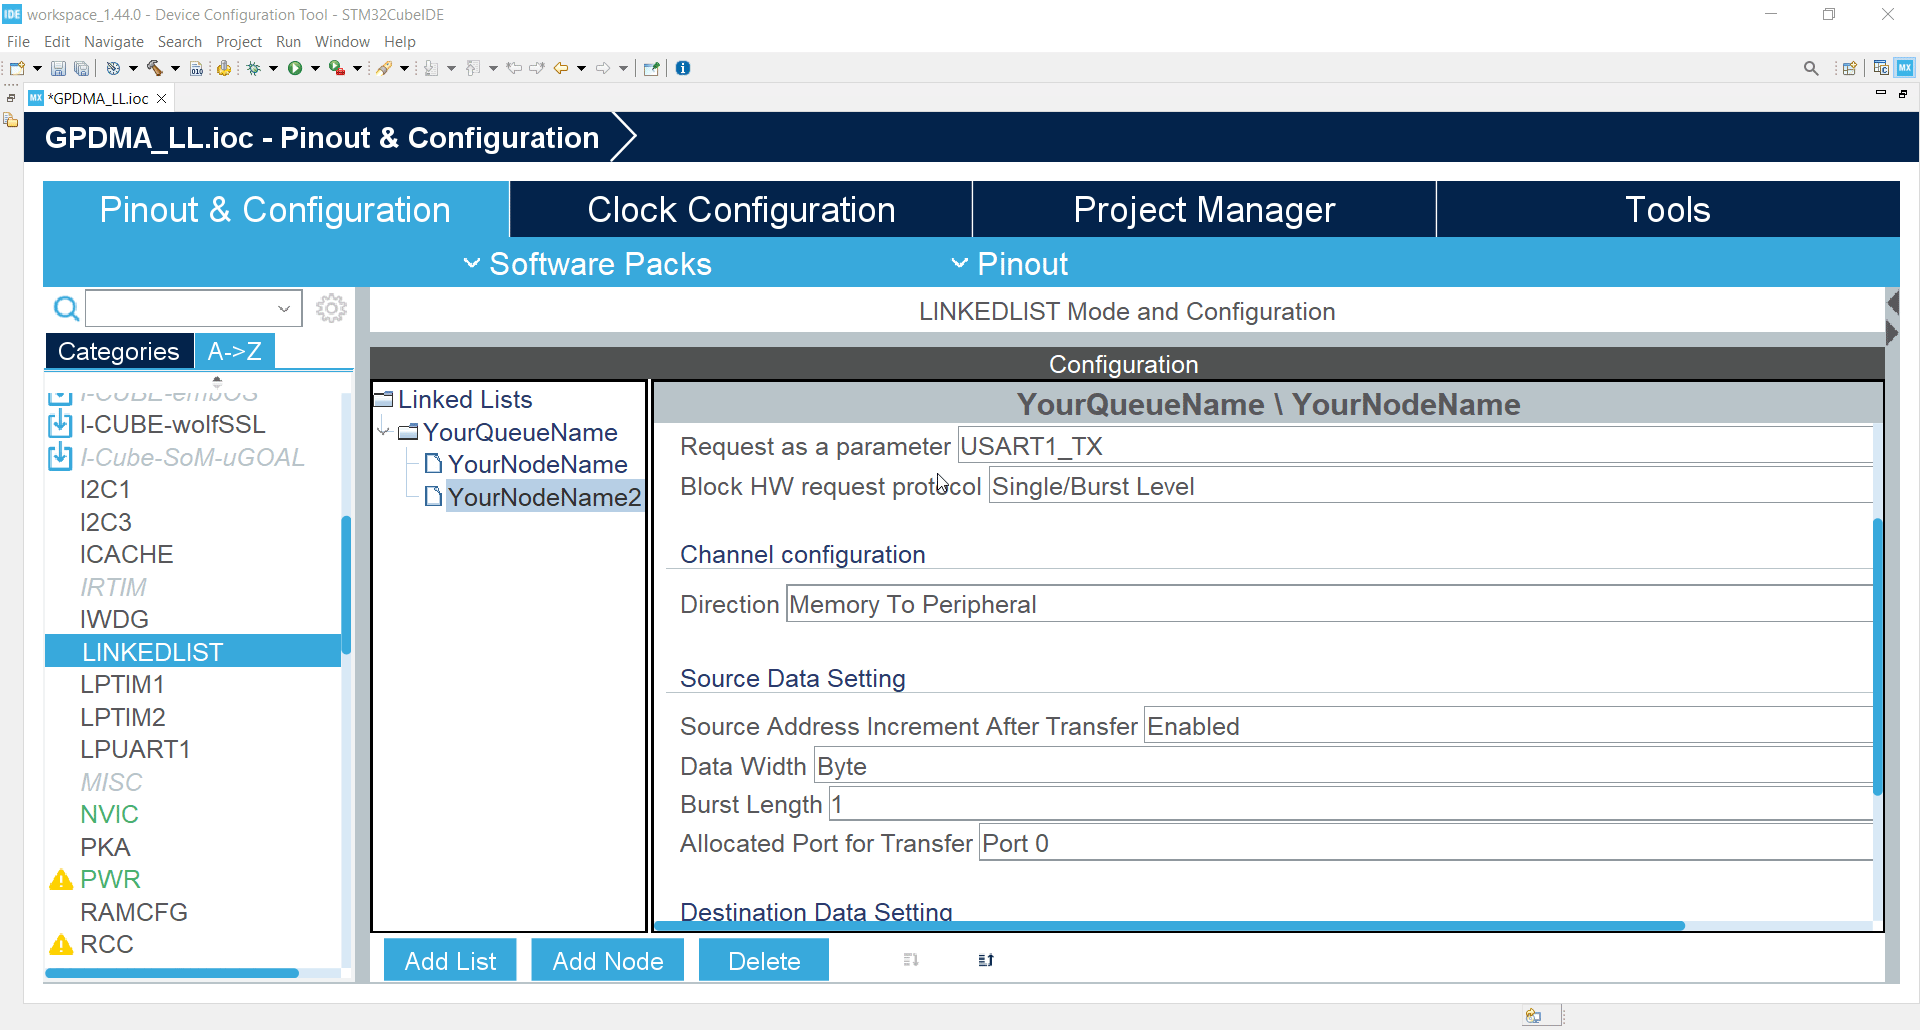 IDE workspace_1.44.0 - Device Configuration Tool - STM32CubeIDE
File Edit Navigate Search Project Run Window Help
MX
MX *GPDMA_LL.ioc
GPDMA_LL.ioc - Pinout & Configuration
Pinout & Configuration Clock Configuration Project Manager Tools
Software Packs Pinout
LINKEDLIST Mode and Configuration
Categories A->Z
Configuration
I-CUBE-embOS
I-CUBE-wolfSSL
I-Cube-SoM-uGOAL
I2C1
I2C3
ICACHE
IRTIM
IWDG
LINKEDLIST
LPTIM1
LPTIM2
LPUART1
MISC
NVIC
PKA
PWR
RAMCFG
RCC
Linked Lists
YourQueueName
YourNodeName
YourNodeName2
YourQueueName \ YourNodeName
Request as a parameter USART1_TX
Block HW request protocol Single/Burst Level
Channel configuration
Direction Memory To Peripheral
Source Data Setting
Source Address Increment After Transfer Enabled
Data Width Byte
Burst Length 1
Allocated Port for Transfer Port 0
Destination Data Setting
Add List Add Node Delete